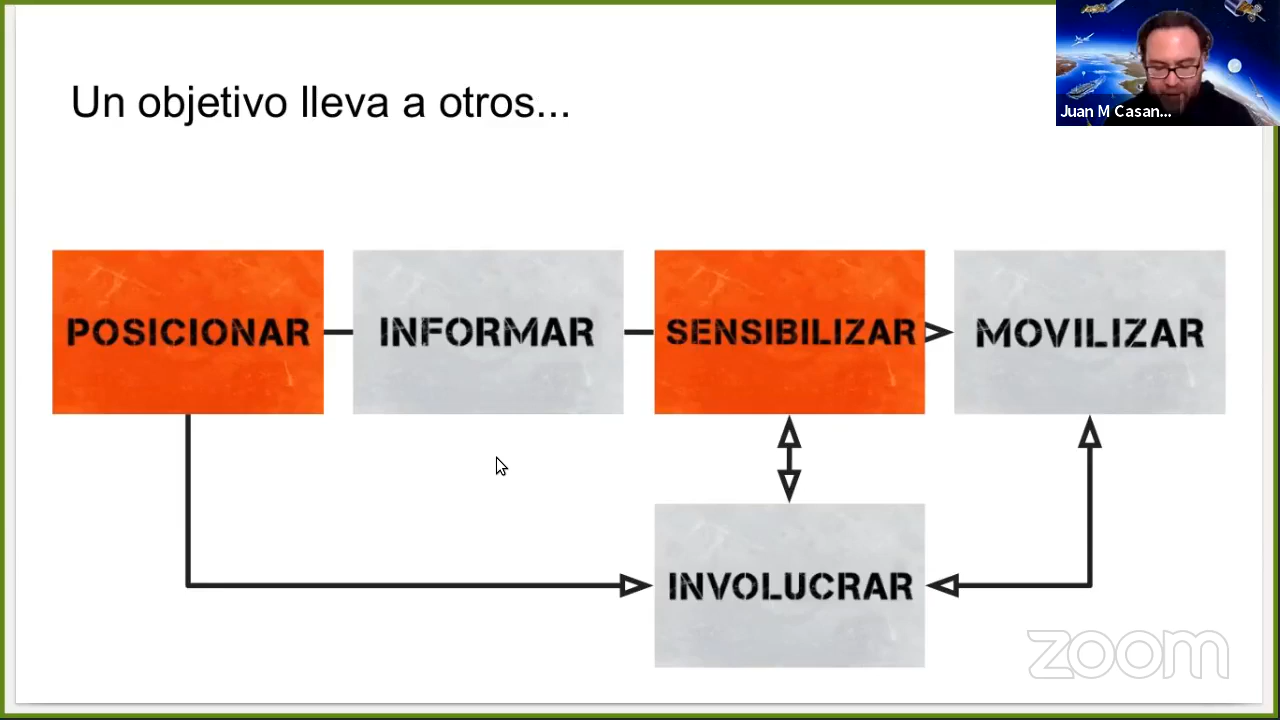 Un objetivo lleva a otros...
Juan M Casan...
POSICIONAR
INFORMAR
SENSIBILIZAR
MOVILIZAR
INVOLUCRAR
zoom